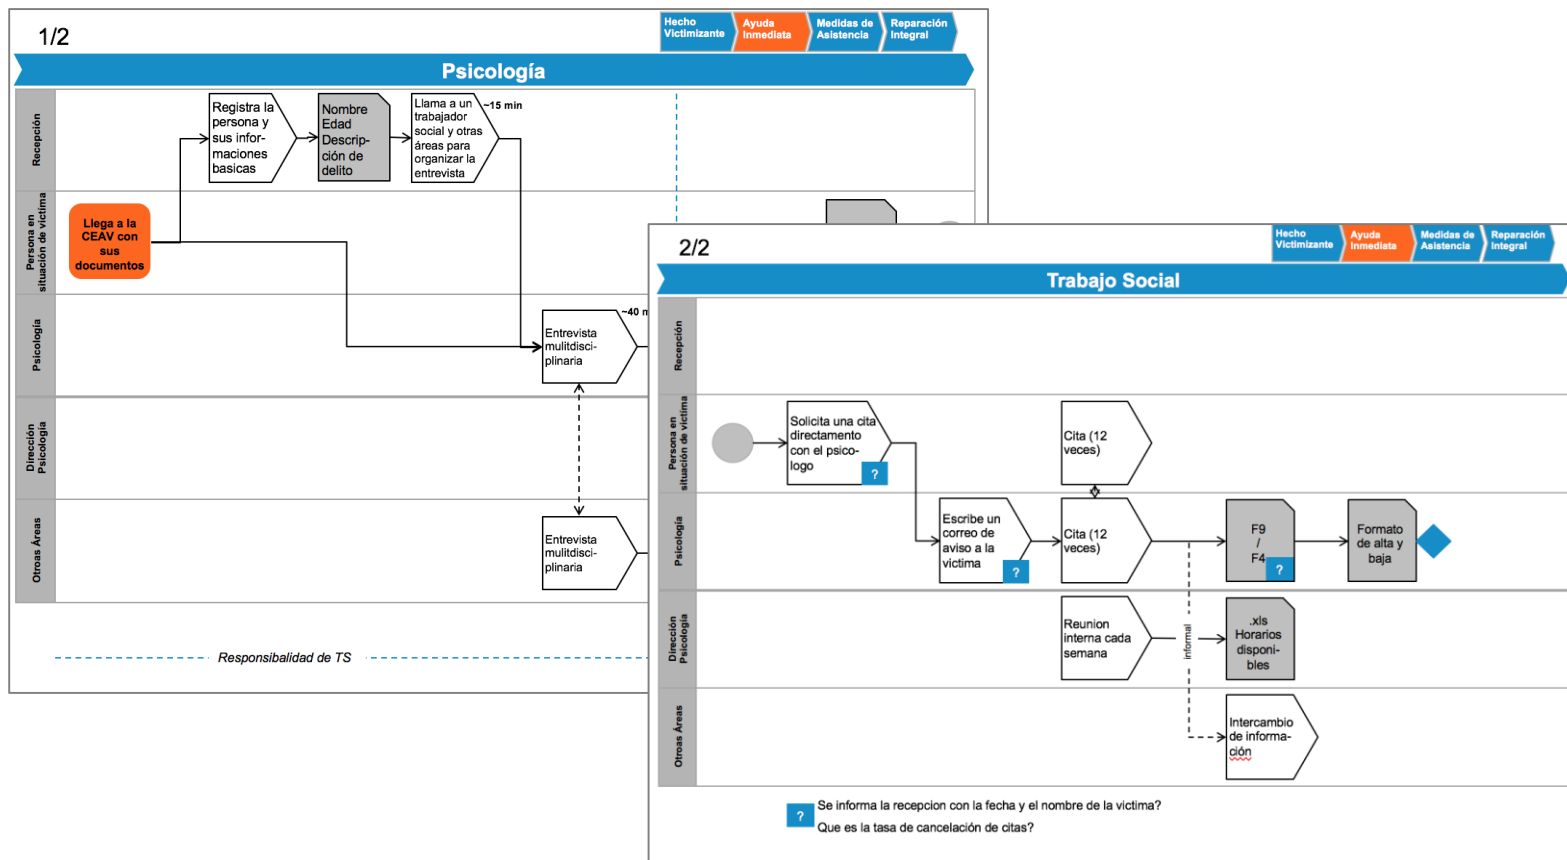 1/2
Hecho
Victimizante
Ayuda
Inmediata
Medidas de
Asistencia
Reparación
Integral
Psicología
Recepción
Registra la
persona y
sus infor-
maciones
basicas
Nombre
Edad
Descrip-
ción de
delito
Llama a un
trabajador
social y otras
áreas para
organizar la
entrevista
~15 min
Persona en
situación de victima
Llega a la
CEAV con
sus
documentos
Psicología
Entrevista
mulitdisci-
plinaria
~40 m
Dirección
Psicología
Otroas Áreas
Entrevista
mulitdisci-
plinaria
Responsibalidad de TS
2/2
Hecho
Victimizante
Ayuda
Inmediata
Medidas de
Asistencia
Reparación
Integral
Trabajo Social
Recepción
Persona en
situación de victima
Solicita una cita
directamento
con el psico-
logo
?
Cita (12
veces)
Psicología
Escribe un
correo de
aviso a la
victima
?
Cita (12
veces)
F9
/
F4
?
Formato
de alta y
baja
Dirección
Psicología
Reunion
interna cada
semana
informal
.xls
Horarios
disponi-
bles
Otroas Áreas
Intercambio
de informa-
ción
?
Se informa la recepcion con la fecha y el nombre de la victima?
Que es la tasa de cancelación de citas?